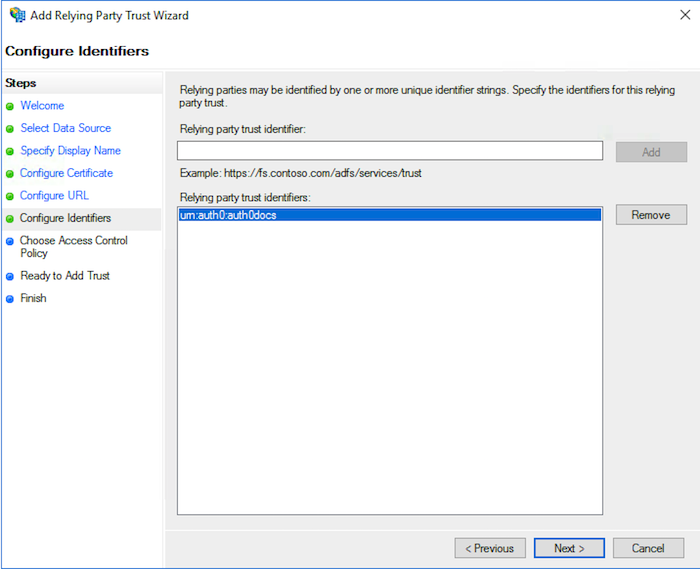 Add Relying Party Trust Wizard
Configure Identifiers
Steps
Welcome
Select Data Source
Specify Display Name
Configure Certificate
Configure URL
Configure Identifiers
Choose Access Control
Policy
Ready to Add Trust
Finish
Relying parties may be identified by one or more unique identifier strings. Specify the identifiers for this relying
party trust.
Relying party trust identifier:
Add
Example: https://fs.contoso.com/adfs/services/trust
Relying party trust identifiers:
urn:auth0:auth0docs
Remove
< Previous
Next >
Cancel